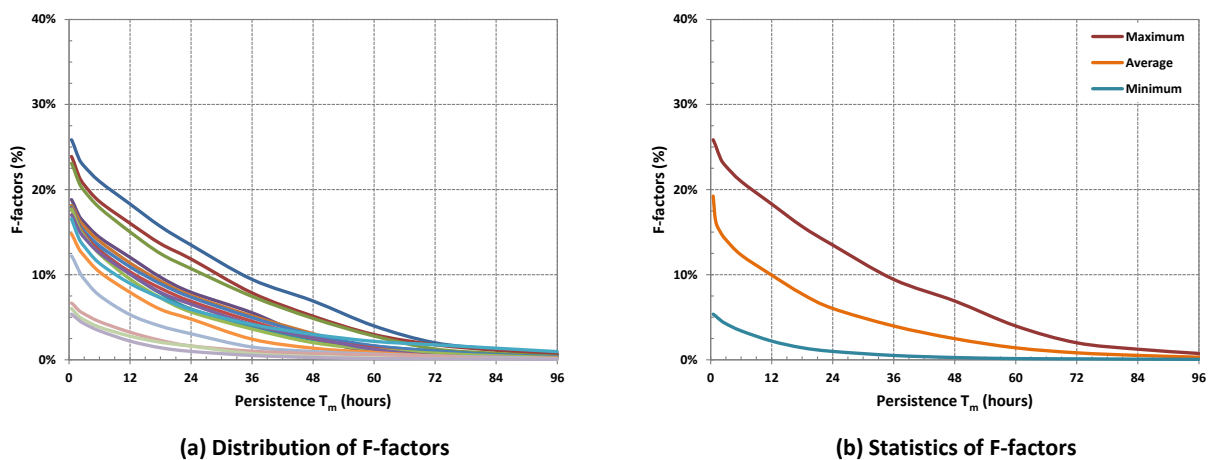 40%
30%
20%
10%
0%
F-factors (%)
0 12 24 36 48 60 72 84 96
Persistence Tm (hours)
(a) Distribution of F-factors
40%
30%
20%
10%
0%
F-factors (%)
Maximum
Average
Minimum
0 12 24 36 48 60 72 84 96
Persistence Tm (hours)
(b) Statistics of F-factors